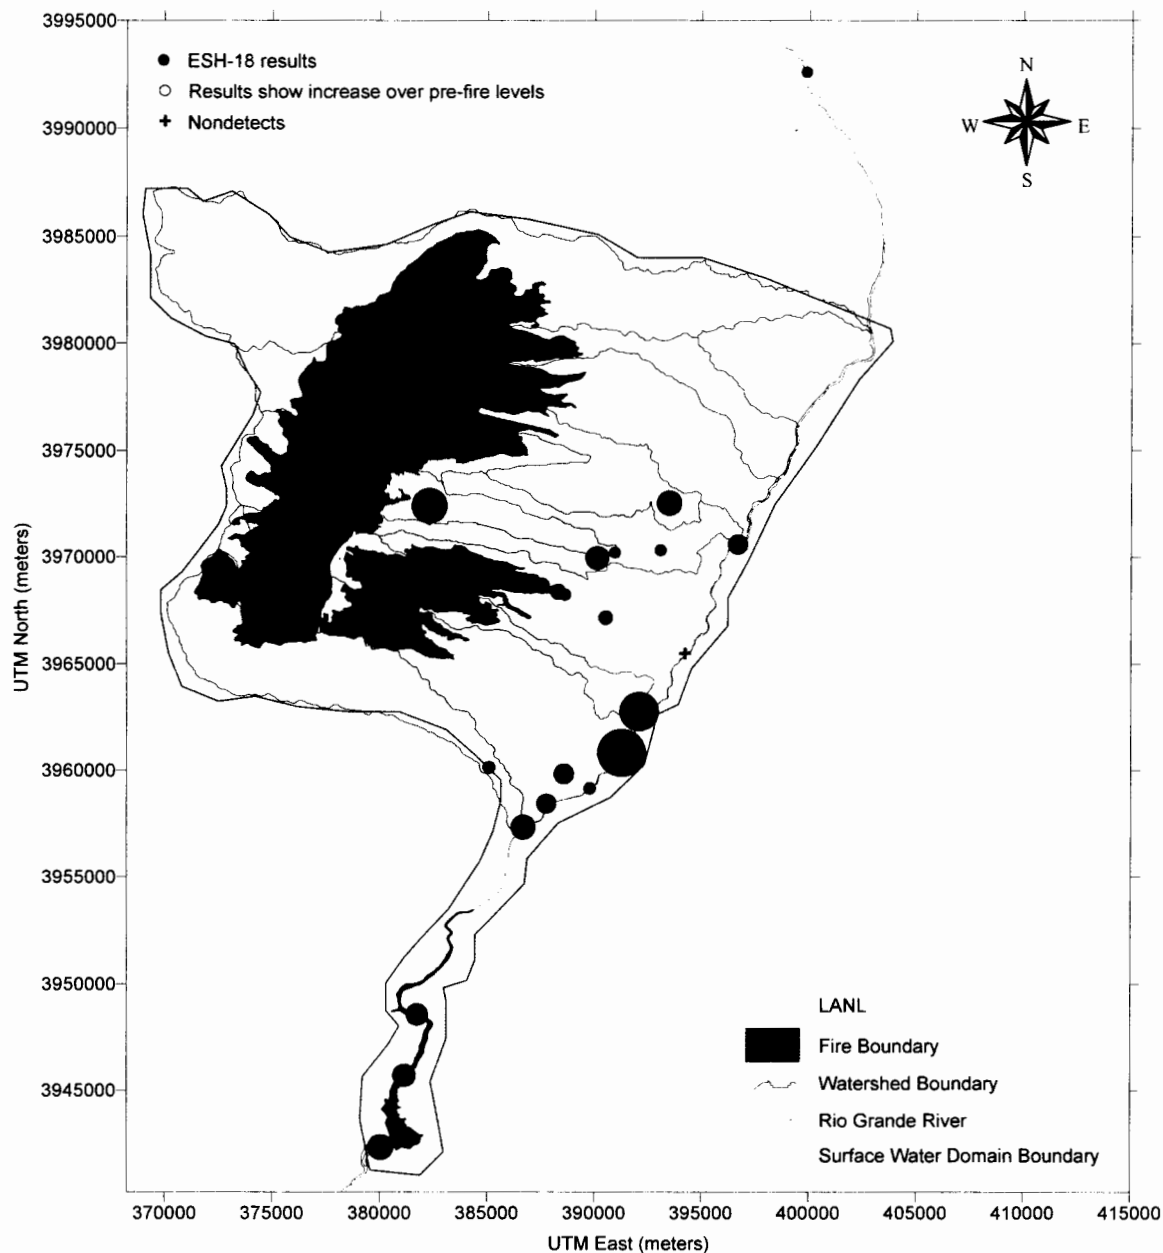 3995000
3990000
3985000
3980000
3975000
3970000
3965000
3960000
3955000
3950000
3945000
UTM North (meters)
ESH-18 results
Results show increase over pre-fire levels
Nondetects
N
W E
S
LANL
Fire Boundary
Watershed Boundary
Rio Grande River
Surface Water Domain Boundary
370000 375000 380000 385000 390000 395000 400000 405000 410000 415000
UTM East (meters)